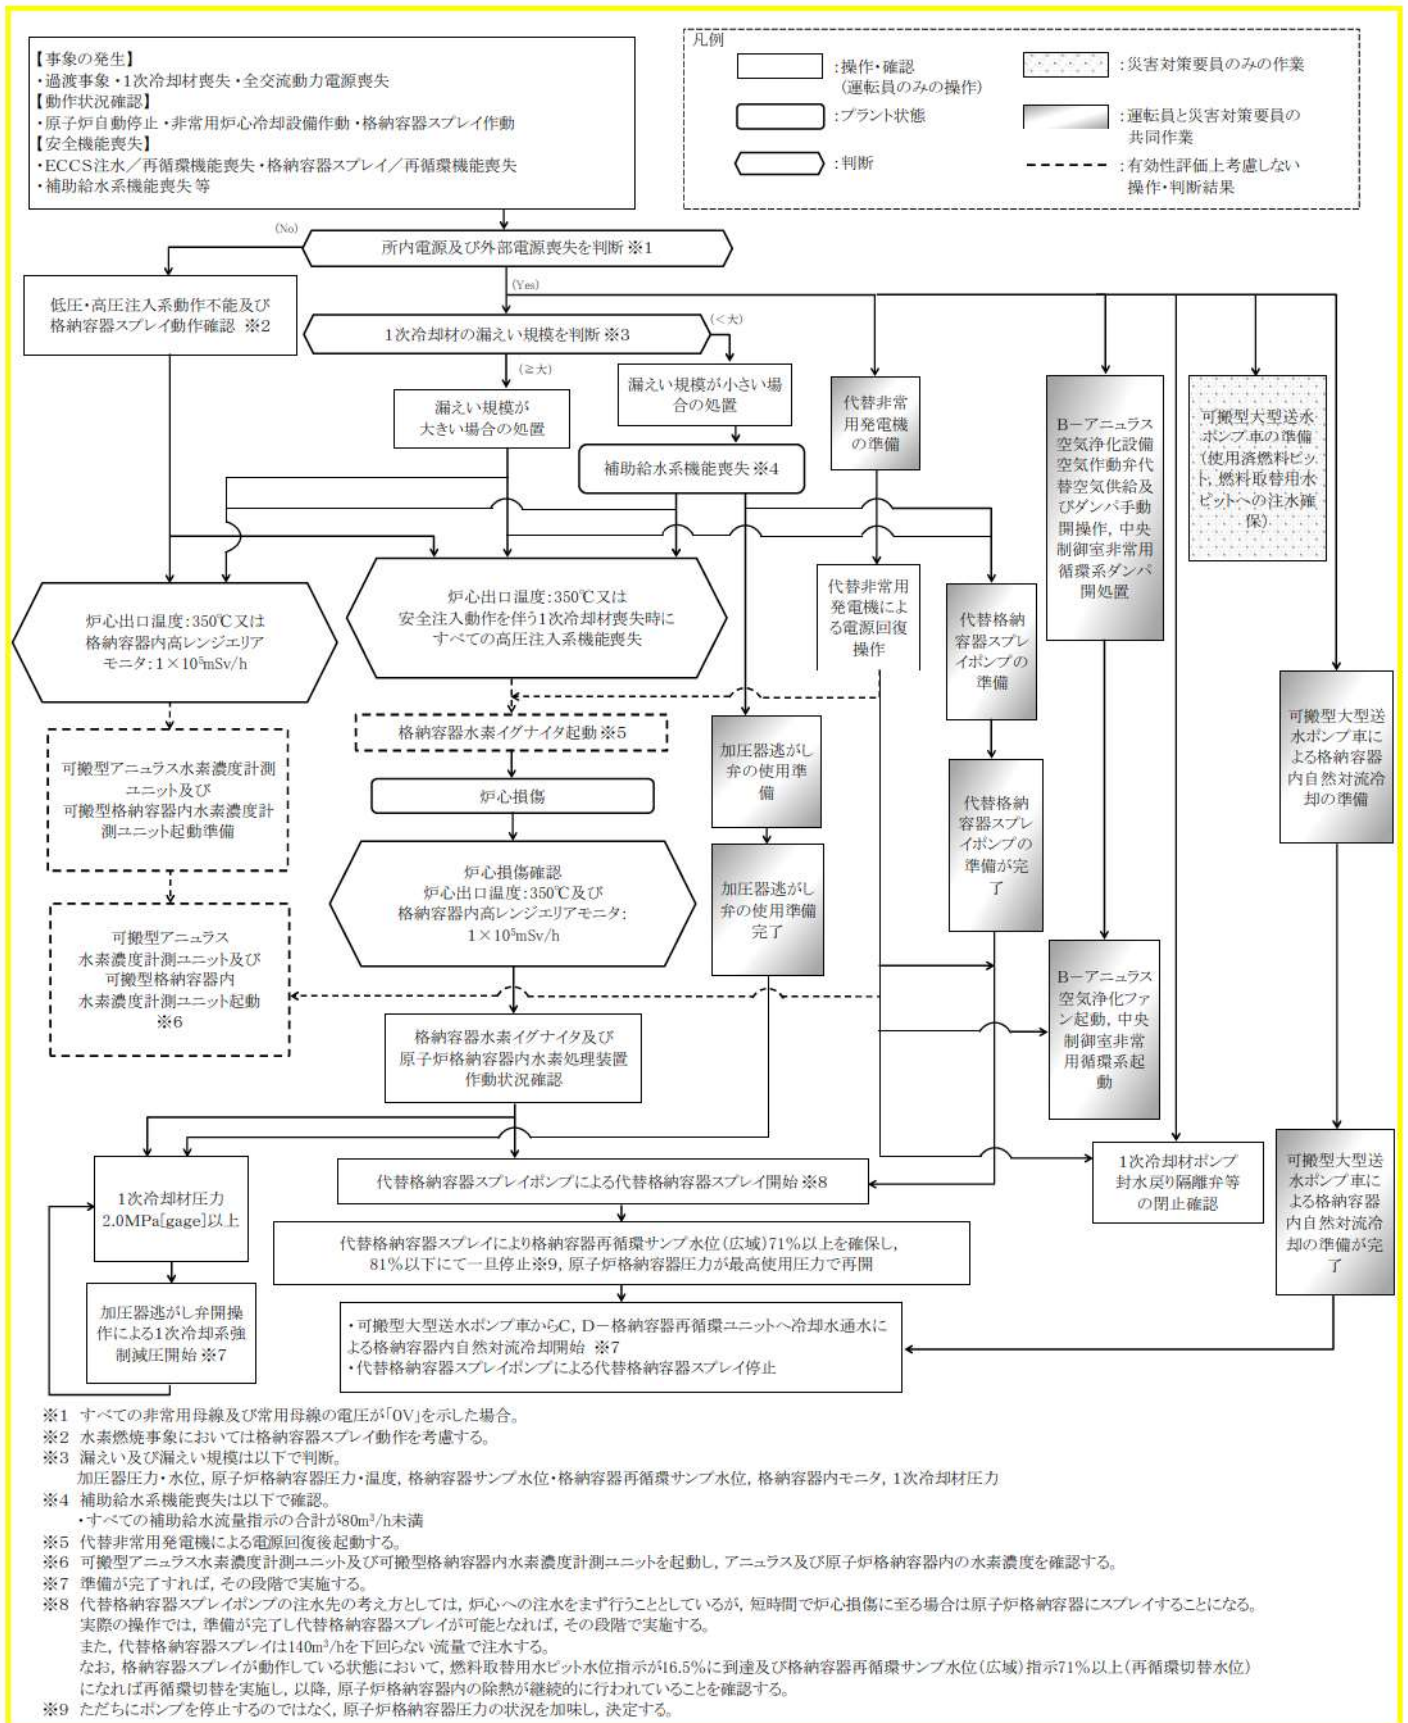 【事象の発生】
・過渡事象・1次冷却材喪失・全交流動力電源喪失
【動作状況確認】
・原子炉自動停止・非常用炉心冷却設備作動・格納容器スプレイ作動
【安全機能喪失】
・ECCS注水／再循環機能喪失・格納容器スプレイ／再循環機能喪失
・補助給水系機能喪失 等
凡例
：操作・確認
（運転員のみの操作）
：プラント状態
：判断
：災害対策要員のみの作業
：運転員と災害対策要員の
共同作業
：有効性評価上考慮しない
操作・判断結果
(No)
所内電源及び外部電源喪失を判断 ※1
(Yes)
低圧・高圧注入系動作不能及び
格納容器スプレイ動作確認 ※2
1次冷却材の漏えい規模を判断 ※3
(＜大)
(≧大)
漏えい規模が
大きい場合の処置
漏えい規模が小さい場
合の処置
補助給水系機能喪失 ※4
代替非常
用発電機
の準備
B－アニュラス
空気浄化設備
空気作動弁代
替空気供給及
びダンパ手動
開操作，中央
制御室非常用
循環系ダンパ
開処置
可搬型大型送水
ポンプ車の準備
（使用済燃料ピッ
ト，燃料取替用水
ピットへの注水確
保）
炉心出口温度：350℃又は
格納容器内高レンジエリア
モニタ：1×10⁵mSv/h
炉心出口温度：350℃又は
安全注入動作を伴う1次冷却材喪失時に
すべての高圧注入系機能喪失
代替非常用
発電機によ
る電源回復
操作
代替格納
容器スプレ
イポンプの
準備
可搬型大型送
水ポンプ車に
よる格納容器
内自然対流冷
却の準備
格納容器水素イグナイタ起動 ※5
加圧器逃がし
弁の使用準
備
可搬型アニュラス水素濃度計測
ユニット及び
可搬型格納容器内水素濃度計
測ユニット起動準備
炉心損傷
代替格納
容器スプレ
イポンプの
準備が完
了
炉心損傷確認
炉心出口温度：350℃及び
格納容器内高レンジエリアモニタ：
1×10⁵mSv/h
加圧器逃がし
弁の使用準備
完了
可搬型アニュラス
水素濃度計測ユニット及び
可搬型格納容器内
水素濃度計測ユニット起動
※6
B－アニュラス
空気浄化ファ
ン起動，中央
制御室非常
用循環系起
動
格納容器水素イグナイタ及び
原子炉格納容器内水素処理装置
作動状況確認
1次冷却材圧力
2.0MPa[gage]以上
代替格納容器スプレイポンプによる代替格納容器スプレイ開始 ※8
1次冷却材ポンプ
封水戻り隔離弁等
の閉止確認
可搬型大型送
水ポンプ車に
よる格納容器
内自然対流冷
却の準備が完
了
代替格納容器スプレイにより格納容器再循環サンプ水位（広域）71％以上を確保し，
81％以下にて一旦停止※9，原子炉格納容器圧力が最高使用圧力で再開
加圧器逃がし弁開操
作による1次冷却系強
制減圧開始 ※7
・可搬型大型送水ポンプ車からC，D－格納容器再循環ユニットへ冷却水通水に
よる格納容器内自然対流冷却開始 ※7
・代替格納容器スプレイポンプによる代替格納容器スプレイ停止
※1 すべての非常用母線及び常用母線の電圧が「0V」を示した場合。
※2 水素燃焼事象においては格納容器スプレイ動作を考慮する。
※3 漏えい及び漏えい規模は以下で判断。
加圧器圧力・水位，原子炉格納容器圧力・温度，格納容器サンプ水位・格納容器再循環サンプ水位，格納容器内モニタ，1次冷却材圧力
※4 補助給水系機能喪失は以下で確認。
・すべての補助給水流量指示の合計が80m³/h未満
※5 代替非常用発電機による電源回復後起動する。
※6 可搬型アニュラス水素濃度計測ユニット及び可搬型格納容器内水素濃度計測ユニットを起動し，アニュラス及び原子炉格納容器内の水素濃度を確認する。
※7 準備が完了すれば，その段階で実施する。
※8 代替格納容器スプレイポンプの注水先の考え方としては，炉心への注水をまず行うこととしているが，短時間で炉心損傷に至る場合は原子炉格納容器にスプレイすることになる。
実際の操作では，準備が完了し代替格納容器スプレイが可能となれば，その段階で実施する。
また，代替格納容器スプレイは140m³/hを下回らない流量で注水する。
なお，格納容器スプレイが動作している状態において，燃料取替用水ピット水位指示が16.5％に到達及び格納容器再循環サンプ水位（広域）指示71％以上（再循環切替水位）
になれば再循環切替を実施し，以降，原子炉格納容器内の除熱が継続的に行われていることを確認する。
※9 ただちにポンプを停止するのではなく，原子炉格納容器圧力の状況を加味し，決定する。